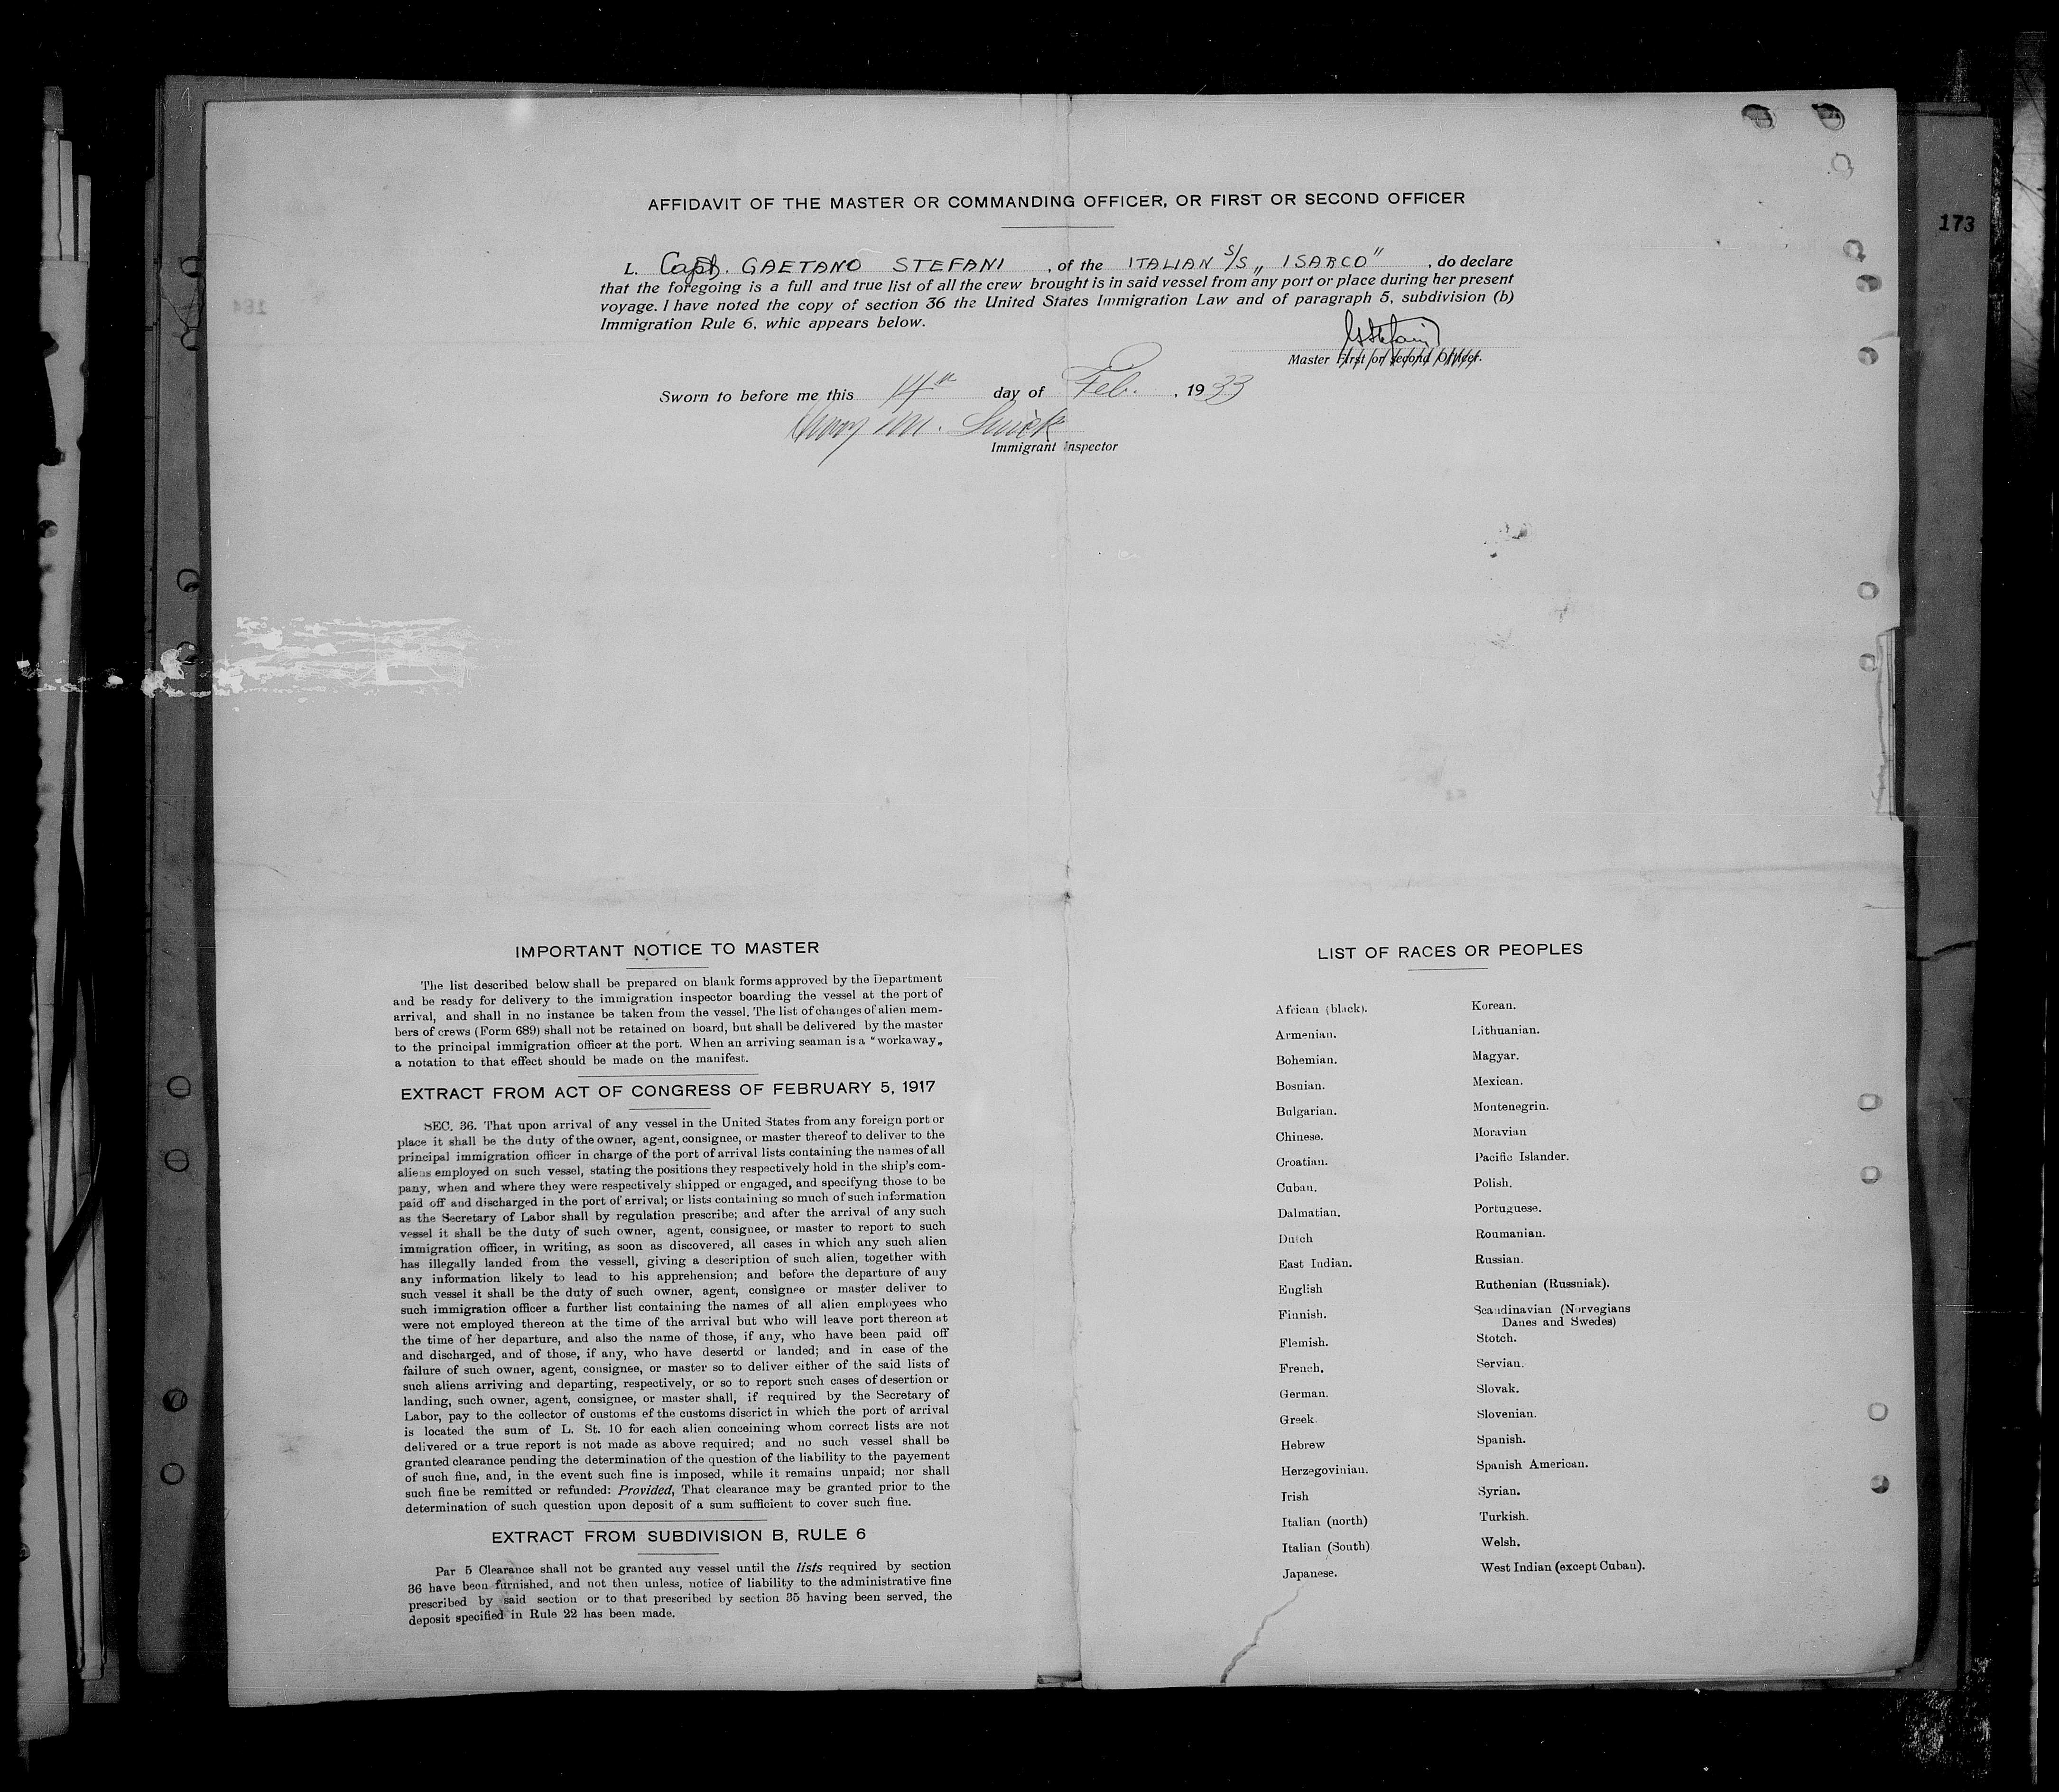 173
AFFIDAVIT OF THE MASTER OR COMMANDING OFFICER, OR FIRST OR SECOND OFFICER
L. Capt. GAETANO STEFANI , of the ITALIAN S/S „ ISARCO" , do declare
that the foregoing is a full and true list of all the crew brought is in said vessel from any port or place during her present
voyage. I have noted the copy of section 36 the United States Immigration Law and of paragraph 5, subdivision (b)
Immigration Rule 6, whic appears below.
GStefani
Master First or second Officer.
Sworn to before me this 14th day of Feb. , 1933
M.
Immigrant Inspector
IMPORTANT NOTICE TO MASTER
The list described below shall be prepared on blank forms approved by the Department
and be ready for delivery to the immigration inspector boarding the vessel at the port of
arrival, and shall in no instance be taken from the vessel. The list of changes of alien mem-
bers of crews (Form 689) shall not be retained on board, but shall be delivered by the master
to the principal immigration officer at the port. When an arriving seaman is a "workaway„
a notation to that effect should be made on the manifest.
EXTRACT FROM ACT OF CONGRESS OF FEBRUARY 5, 1917
SEC. 36. That upon arrival of any vessel in the United States from any foreign port or
place it shall be the duty of the owner, agent, consignee, or master thereof to deliver to the
principal immigration officer in charge of the port of arrival lists containing the names of all
aliens employed on such vessel, stating the positions they respectively hold in the ship's com-
pany, when and where they were respectively shipped or engaged, and specifyng those to be
paid off and discharged in the port of arrival; or lists containing so much of such information
as the Secretary of Labor shall by regulation prescribe; and after the arrival of any such
vessel it shall be the duty of such owner, agent, consignee, or master to report to such
immigration officer, in writing, as soon as discovered, all cases in which any such alien
has illegally landed from the vessell, giving a description of such alien, together with
any information likely to lead to his apprehension; and before the departure of any
such vessel it shall be the duty of such owner, agent, consignee or master deliver to
such immigration officer a further list containing the names of all alien employees who
were not employed thereon at the time of the arrival but who will leave port thereon at
the time of her departure, and also the name of those, if any, who have been paid off
and discharged, and of those, if any, who have desertd or landed; and in case of the
failure of such owner, agent, consignee, or master so to deliver either of the said lists of
such aliens arriving and departing, respectively, or so to report such cases of desertion or
landing, such owner, agent, consignee, or master shall, if required by the Secretary of
Labor, pay to the collector of customs ef the customs discrict in which the port of arrival
is located the sum of L. St. 10 for each alien conceining whom correct lists are not
delivered or a true report is not made as above required; and no such vessel shall be
granted clearance pending the determination of the question of the liability to the payement
of such fine, and, in the event such fine is imposed, while it remains unpaid; nor shall
such fine be remitted or refunded: Provided, That clearance may be granted prior to the
determination of such question upon deposit of a sum sufficient to cover such fine.
EXTRACT FROM SUBDIVISION B, RULE 6
Par 5 Clearance shall not be granted any vessel until the lists required by section
36 have been furnished, and not then unless, notice of liability to the administrative fine
prescribed by said section or to that prescribed by section 35 having been served, the
deposit specified in Rule 22 has been made.
LIST OF RACES OR PEOPLES
African (black).
Armenian.
Bohemian.
Bosnian.
Bulgarian.
Chinese.
Croatian.
Cuban.
Dalmatian.
Dutch
East Indian.
English
Finnish.
Flemish.
French.
German.
Greek.
Hebrew
Herzegovinian.
Irish
Italian (north)
Italian (South)
Japanese.
Korean.
Lithuanian.
Magyar.
Mexican.
Montenegrin.
Moravian
Pacific Islander.
Polish.
Portuguese.
Roumanian.
Russian.
Ruthenian (Russniak).
Scandinavian (Norvegians
Danes and Swedes)
Stotch.
Servian.
Slovak.
Slovenian.
Spanish.
Spanish American.
Syrian.
Turkish.
Welsh.
West Indian (except Cuban).